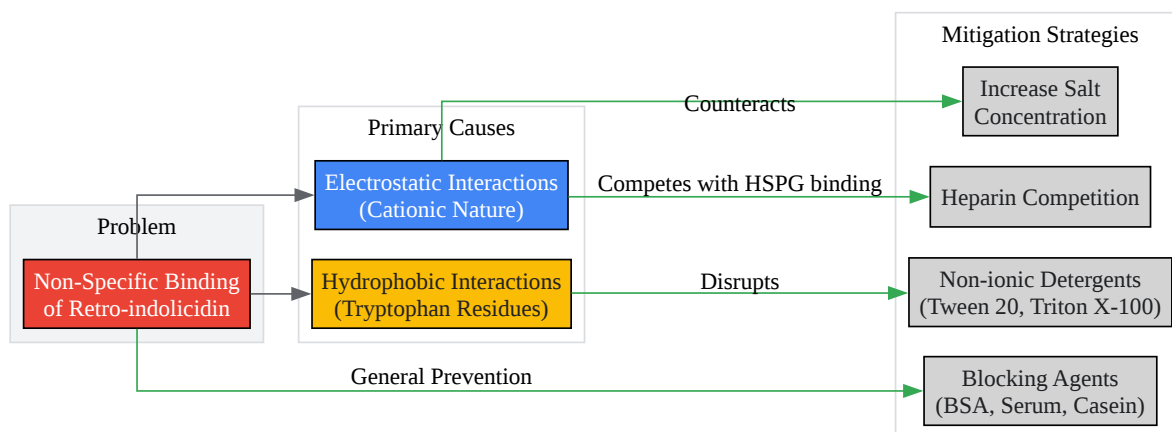 Mitigation Strategies
Increase Salt
Concentration
Counteracts
Primary Causes
Electrostatic Interactions
(Cationic Nature)
Competes with HSPG binding
Heparin Competition
Problem
Non-Specific Binding
of Retro-indolicidin
Hydrophobic Interactions
(Tryptophan Residues)
Disrupts
Non-ionic Detergents
(Tween 20, Triton X-100)
General Prevention
Blocking Agents
(BSA, Serum, Casein)